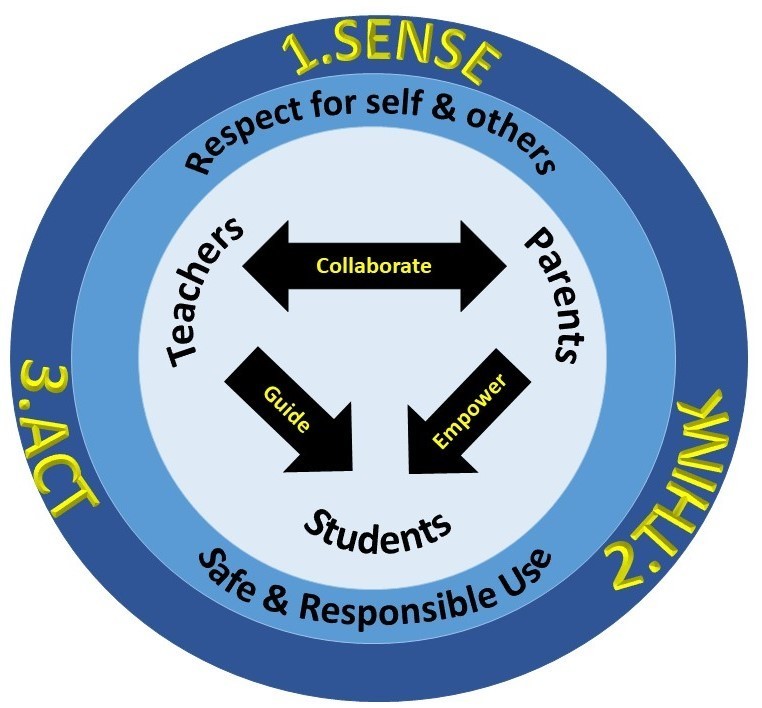 1.SENSE
Respect for self & others
Teachers
Collaborate
Parents
Guide
Empower
Students
Safe & Responsible Use
2.THINK
3.ACT